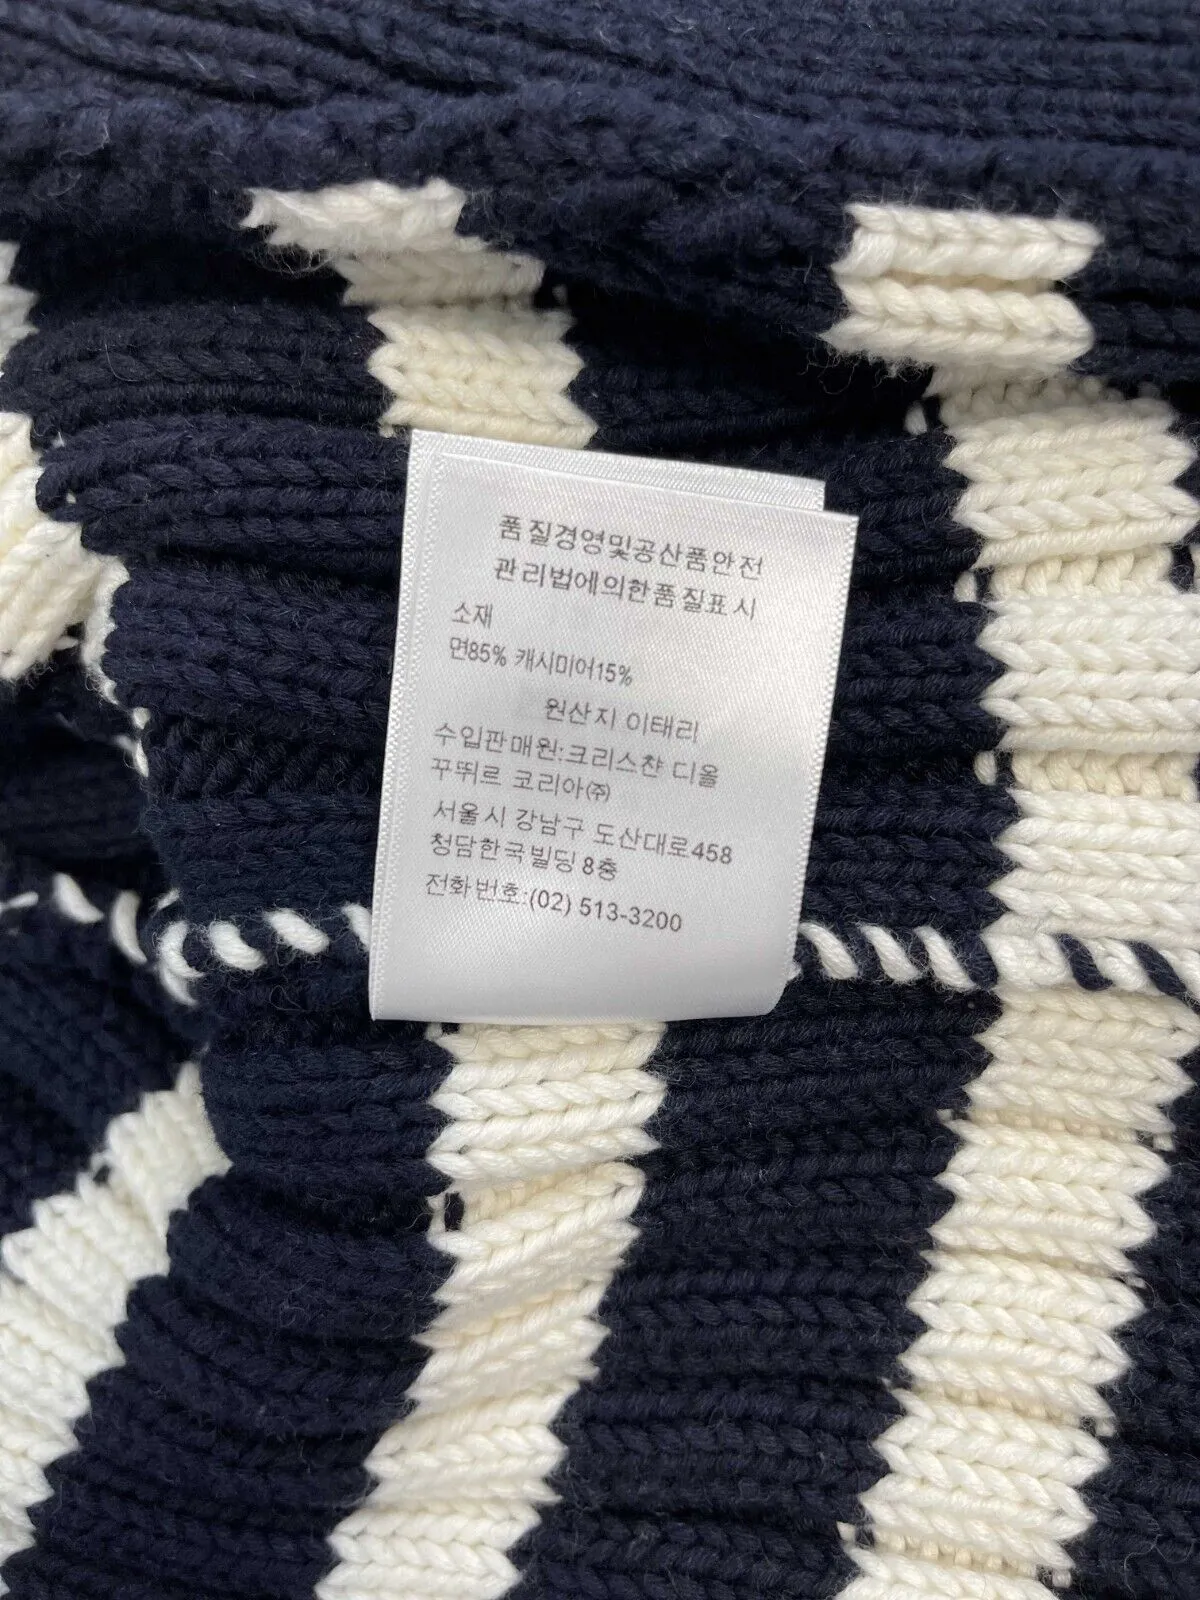 품질경영및공산품안전
관리법에의한품질표시
소재
면85% 캐시미어15%
원산지 이태리
수입판매원:크리스챤 디올
꾸뛰르 코리아㈜
서울시 강남구 도산대로458
청담한국빌딩 8층
전화번호:(02) 513-3200